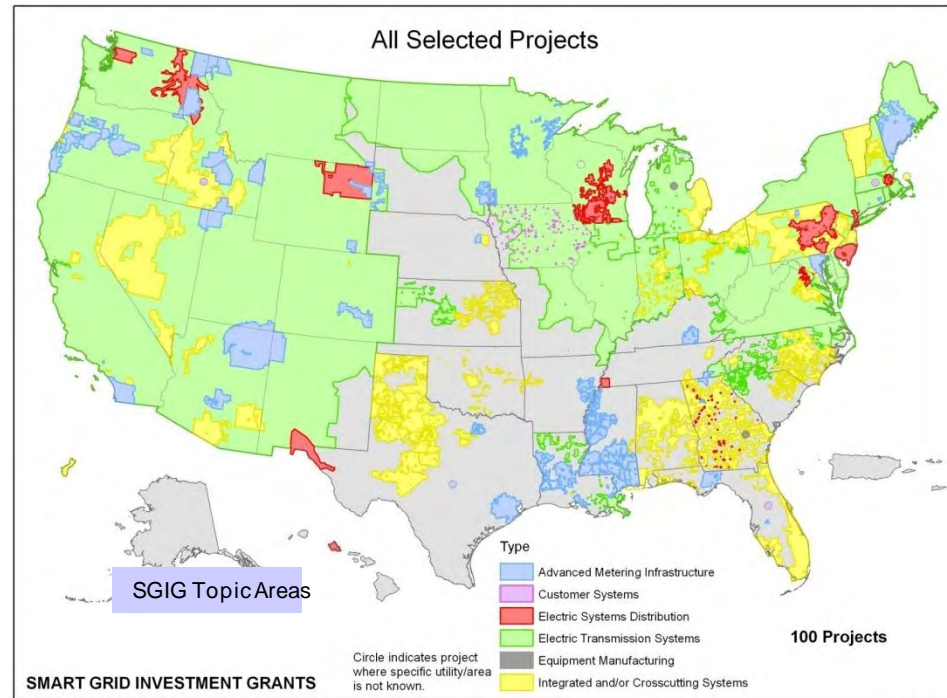 All Selected Projects
Type
Advanced Metering Infrastructure
Customer Systems
Electric Systems Distribution
Electric Transmission Systems
Equipment Manufacturing
Integrated and/or Crosscutting Systems
SGIG Topic Areas
Circle indicates project
where specific utility/area
is not known.
100 Projects
SMART GRID INVESTMENT GRANTS